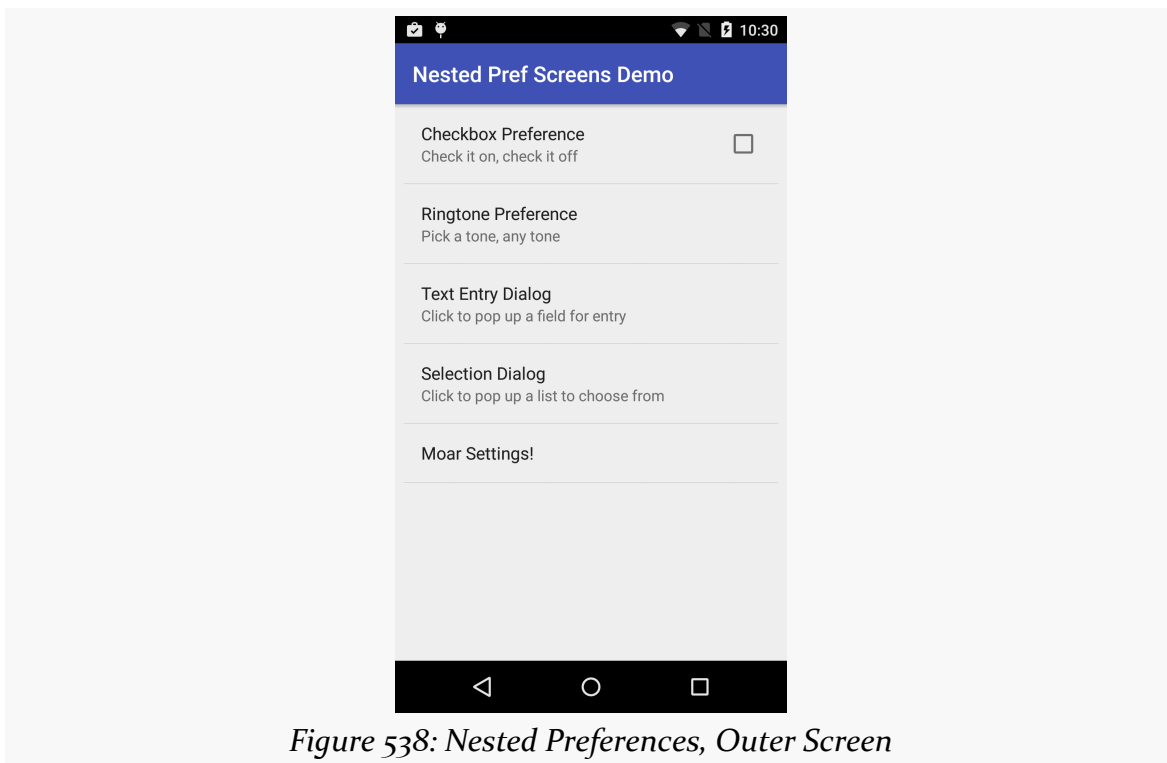 10:30
Nested Pref Screens Demo
Checkbox Preference
Check it on, check it off
Ringtone Preference
Pick a tone, any tone
Text Entry Dialog
Click to pop up a field for entry
Selection Dialog
Click to pop up a list to choose from
Moar Settings!
Figure 538: Nested Preferences, Outer Screen